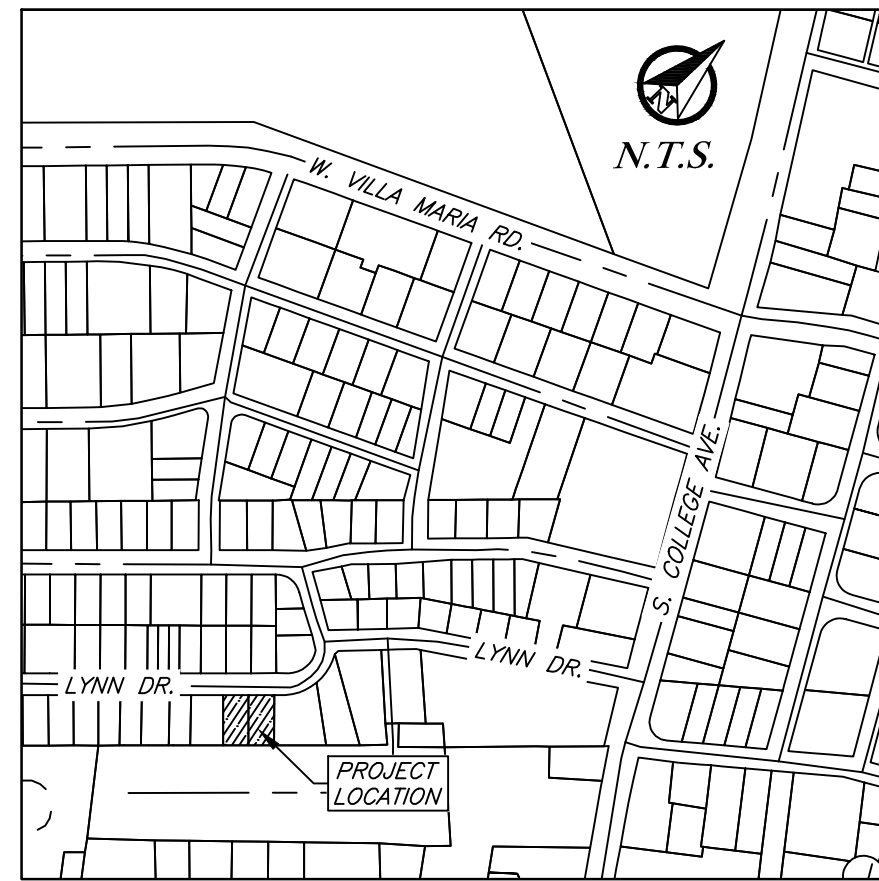 N
N.T.S.
W. VILLA MARIA RD.
S. COLLEGE AVE.
LYNN DR.
LYNN DR.
PROJECT
LOCATION